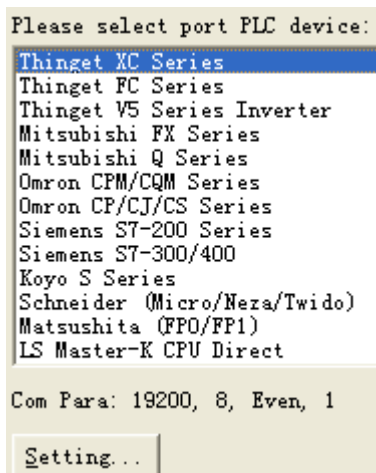 Please select port PLC device:
Thinget XC Series
Thinget FC Series
Thinget V5 Series Inverter
Mitsubishi FX Series
Mitsubishi Q Series
Omron CPM/CQM Series
Omron CP/CJ/CS Series
Siemens S7-200 Series
Siemens S7-300/400
Koyo S Series
Schneider (Micro/Neza/Twido)
Matsushita (FP0/FP1)
LS Master-K CPU Direct
Com Para: 19200, 8, Even, 1
Setting...